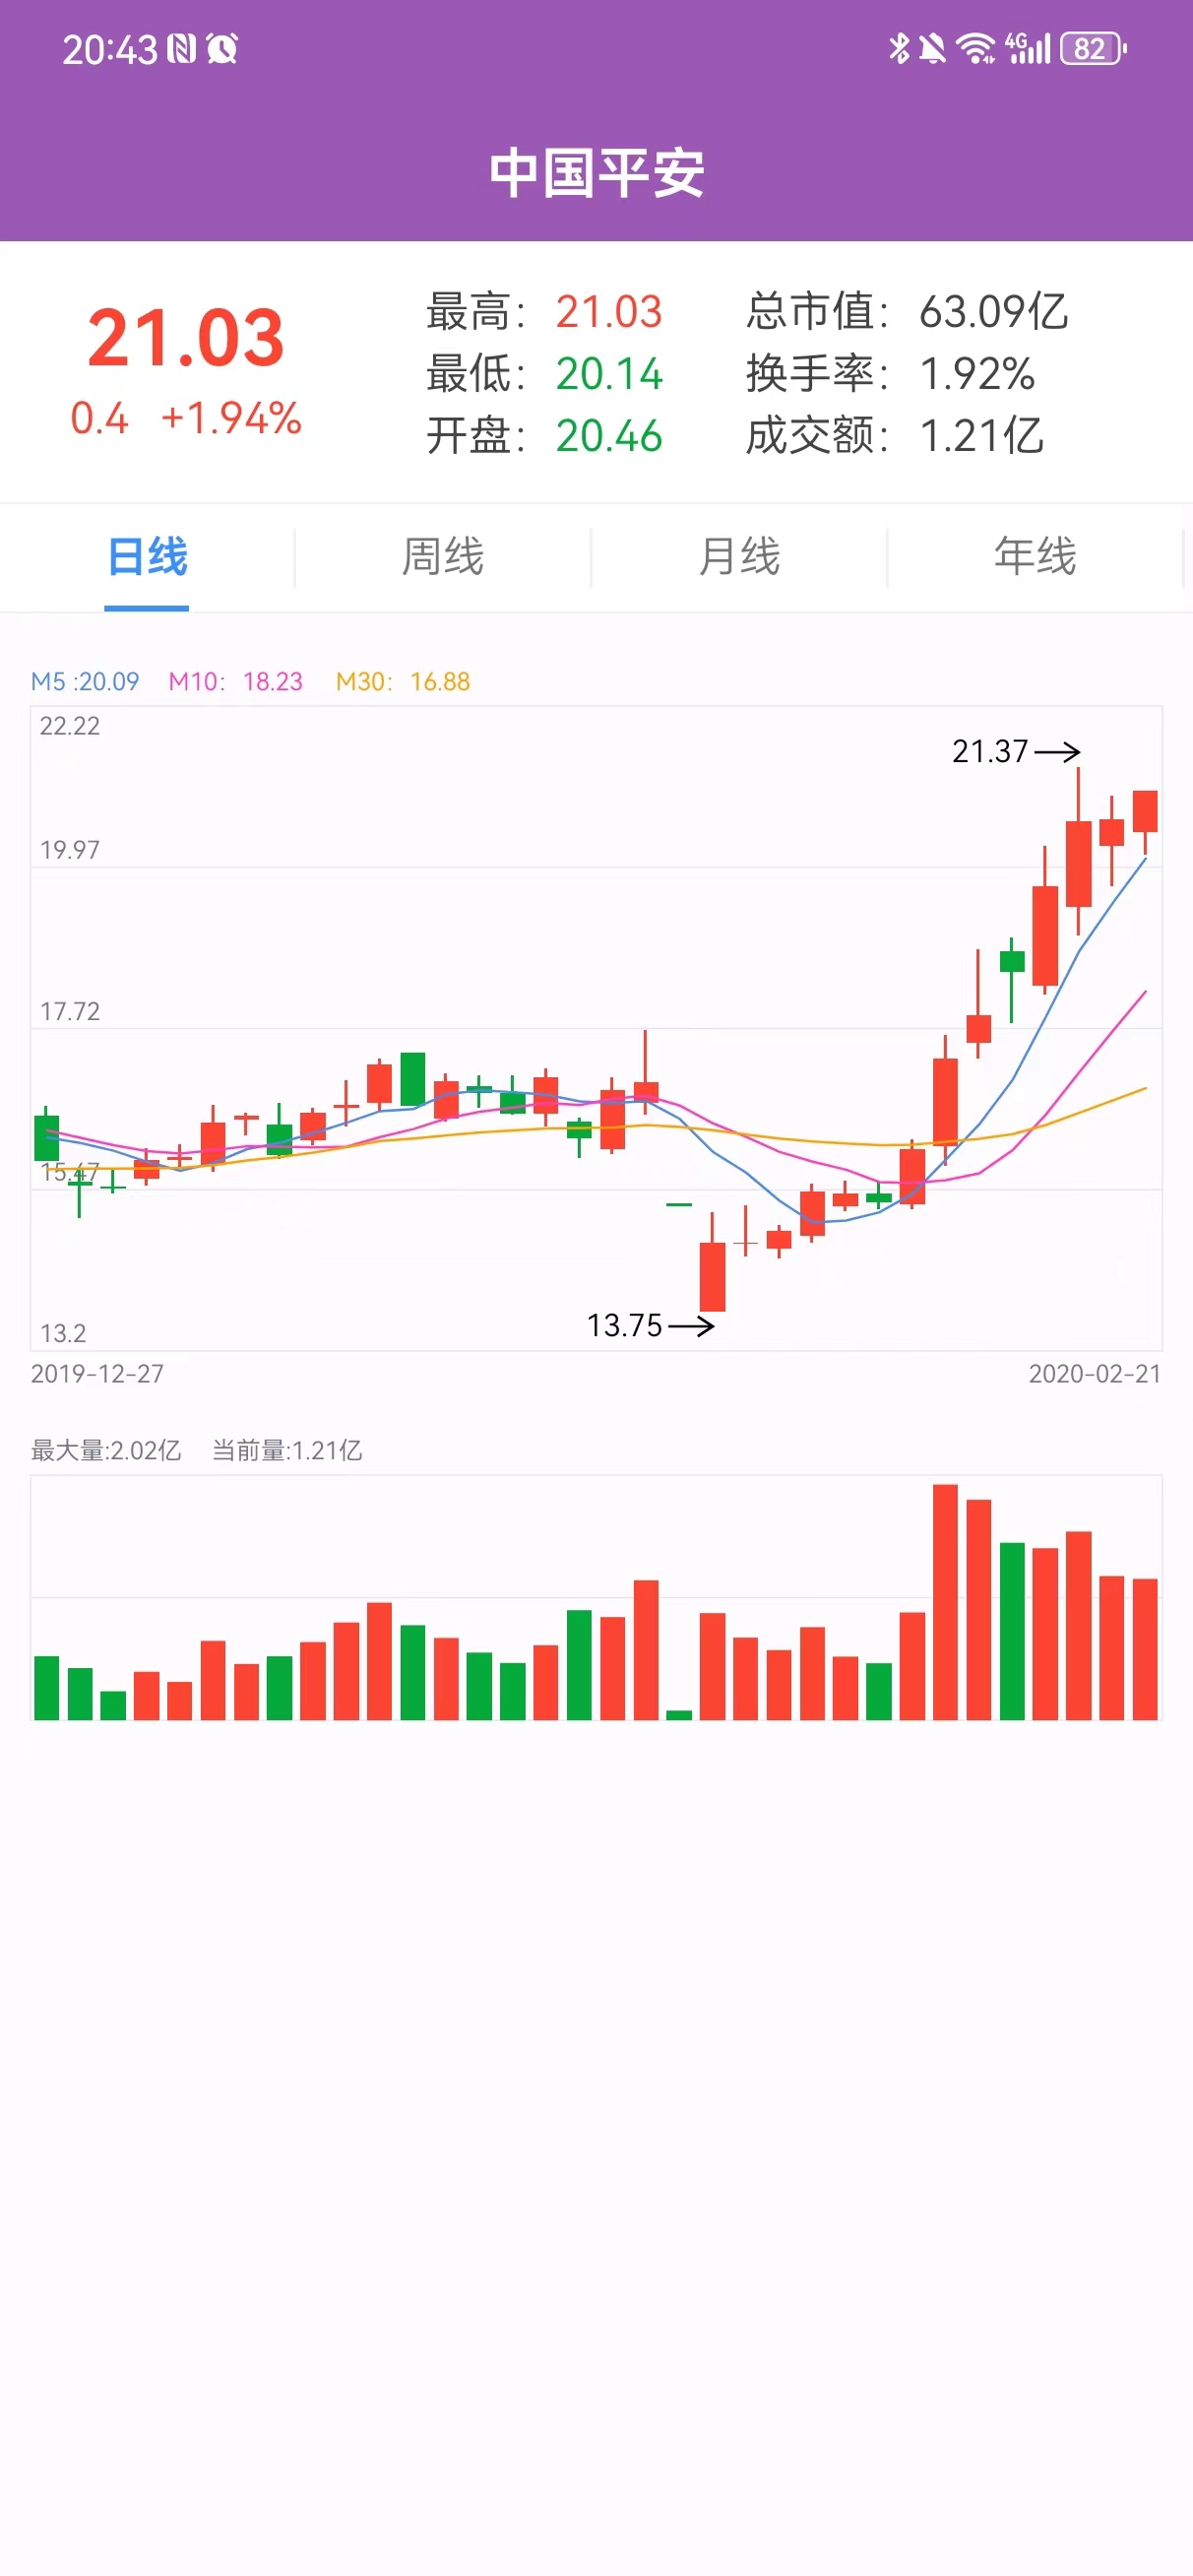 20:43 4G 82
中国平安
21.03
0.4 +1.94%
最高: 21.03
最低: 20.14
开盘: 20.46
总市值: 63.09亿
换手率: 1.92%
成交额: 1.21亿
日线 周线 月线 年线
M5 :20.09 M10: 18.23 M30: 16.88
22.22
21.37
19.97
17.72
15.47
13.75
13.2
2019-12-27 2020-02-21
最大量:2.02亿 当前量:1.21亿